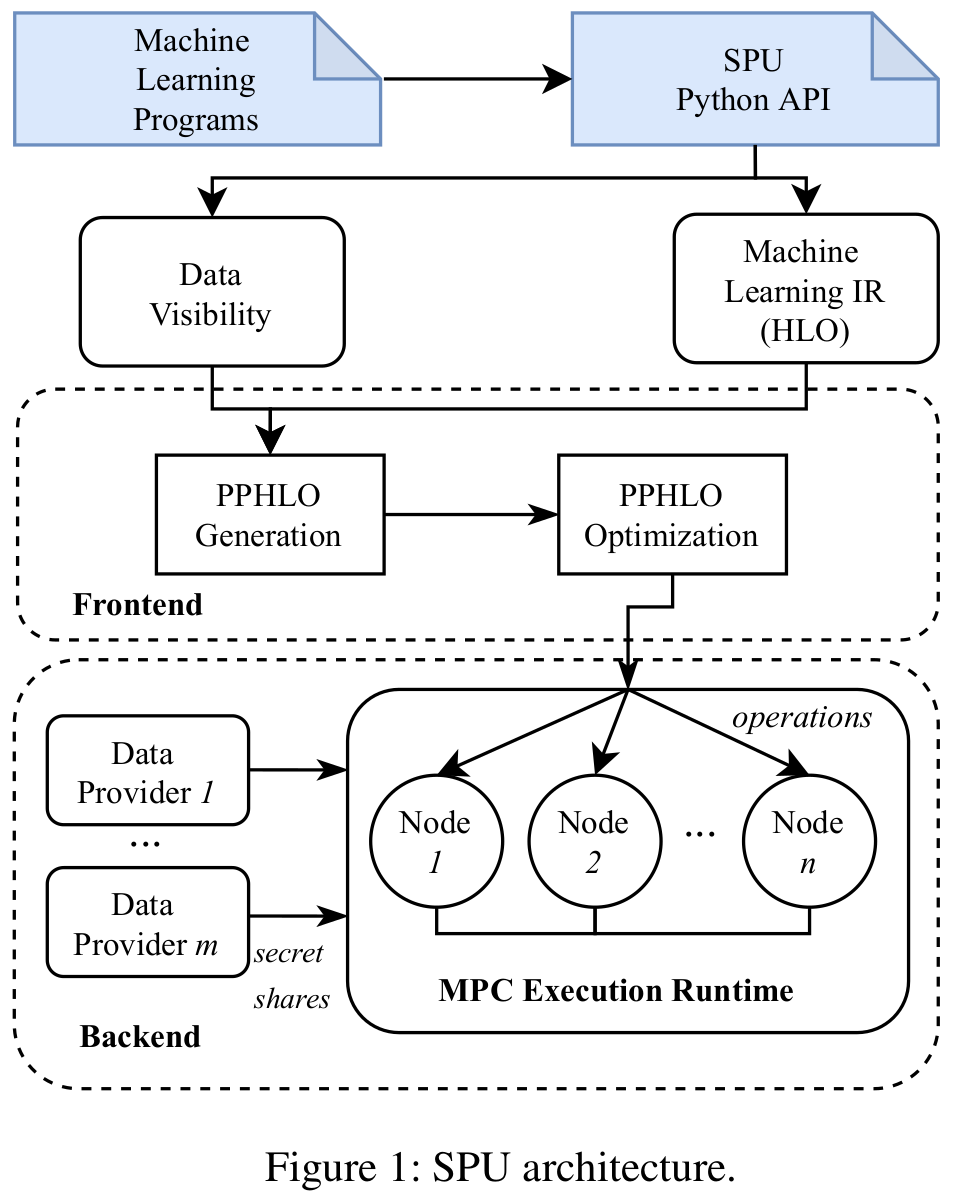 Machine
Learning
Programs
SPU
Python API
Data
Visibility
Machine
Learning IR
(HLO)
PPHLO
Generation
PPHLO
Optimization
Frontend
operations
Data
Provider 1
...
Data
Provider m
secret
shares
Node
1
Node
2
...
Node
n
MPC Execution Runtime
Backend
Figure 1: SPU architecture.